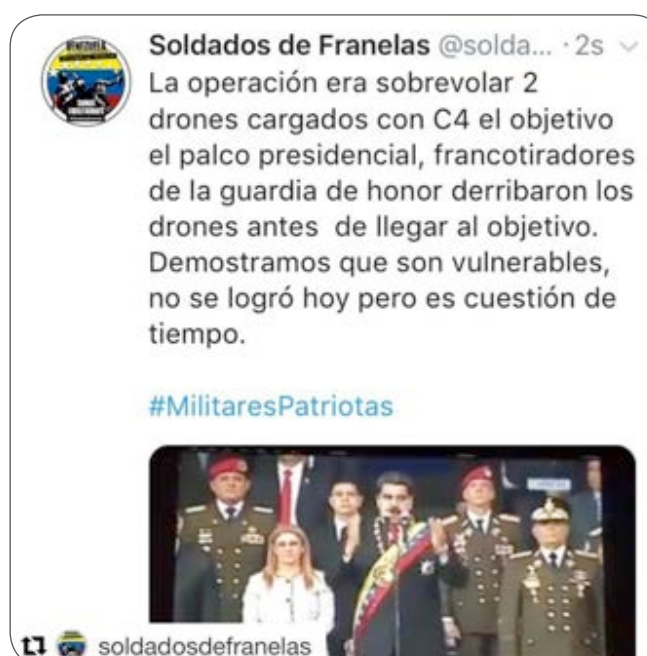 VENEZUELA
Soldados de Franelas @solda... · 2s
La operación era sobrevolar 2
drones cargados con C4 el objetivo
el palco presidencial, francotiradores
de la guardia de honor derribaron los
drones antes de llegar al objetivo.
Demostramos que son vulnerables,
no se logró hoy pero es cuestión de
tiempo.
#MilitaresPatriotas
soldadosdefranelas